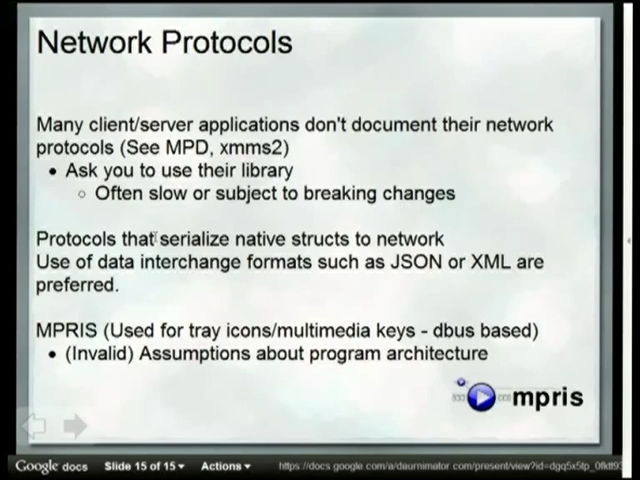 Network Protocols
Many client/server applications don't document their network
protocols (See MPD, xmms2)
• Ask you to use their library
○ Often slow or subject to breaking changes
Protocols that serialize native structs to network
Use of data interchange formats such as JSON or XML are
preferred.
MPRIS (Used for tray icons/multimedia keys - dbus based)
• (Invalid) Assumptions about program architecture
mpris
Google docs Slide 15 of 15 Actions